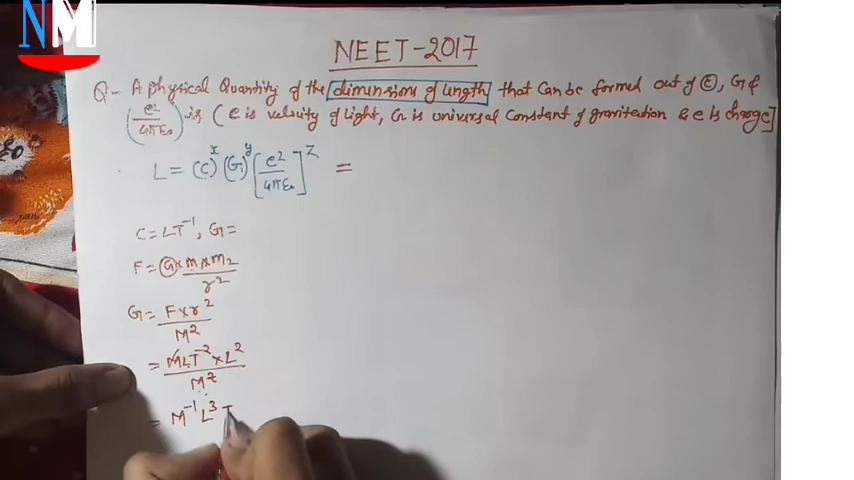 NM
NEET-2017
Q- A physical Quantity of the dimensions of length that can be formed out of ⓒ, G &
(e²/4πε₀) is ( c is velocity of light, G is universal constant of gravitation & e is charge]
L = (C)ˣ (G)ʸ [e²/4πε₀]ᶻ =
C = LT⁻¹, G =
F = G × m₁ × m₂ / r²
G = F × r² / M²
= MLT⁻² × L² / M²
= M⁻¹ L³ T